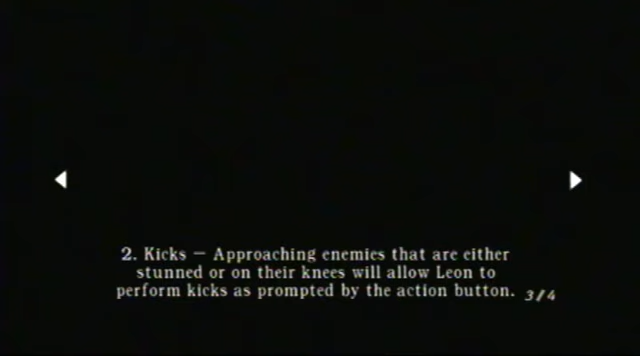 2. Kicks — Approaching enemies that are either
stunned or on their knees will allow Leon to
perform kicks as prompted by the action button.
3/4